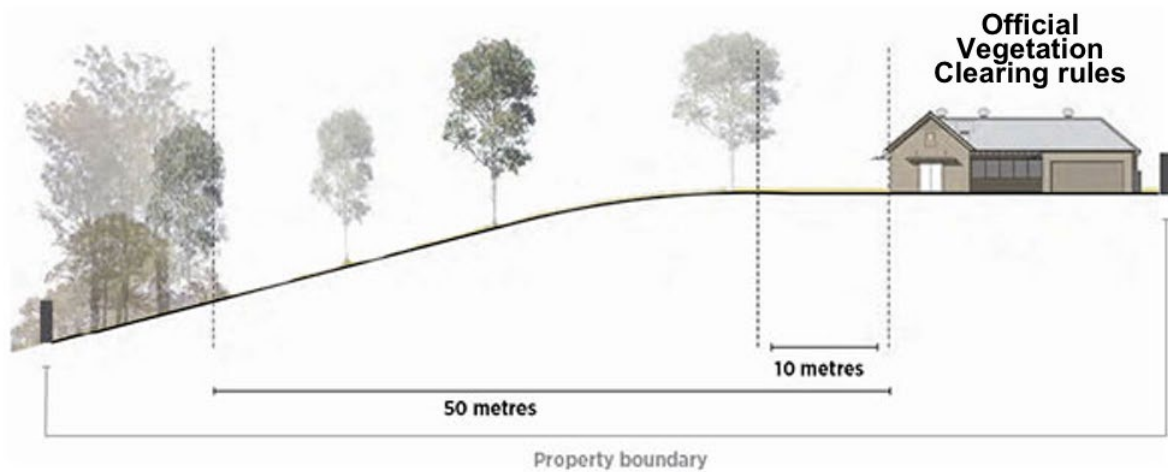 Official
Vegetation
Clearing rules
10 metres
50 metres
Property boundary